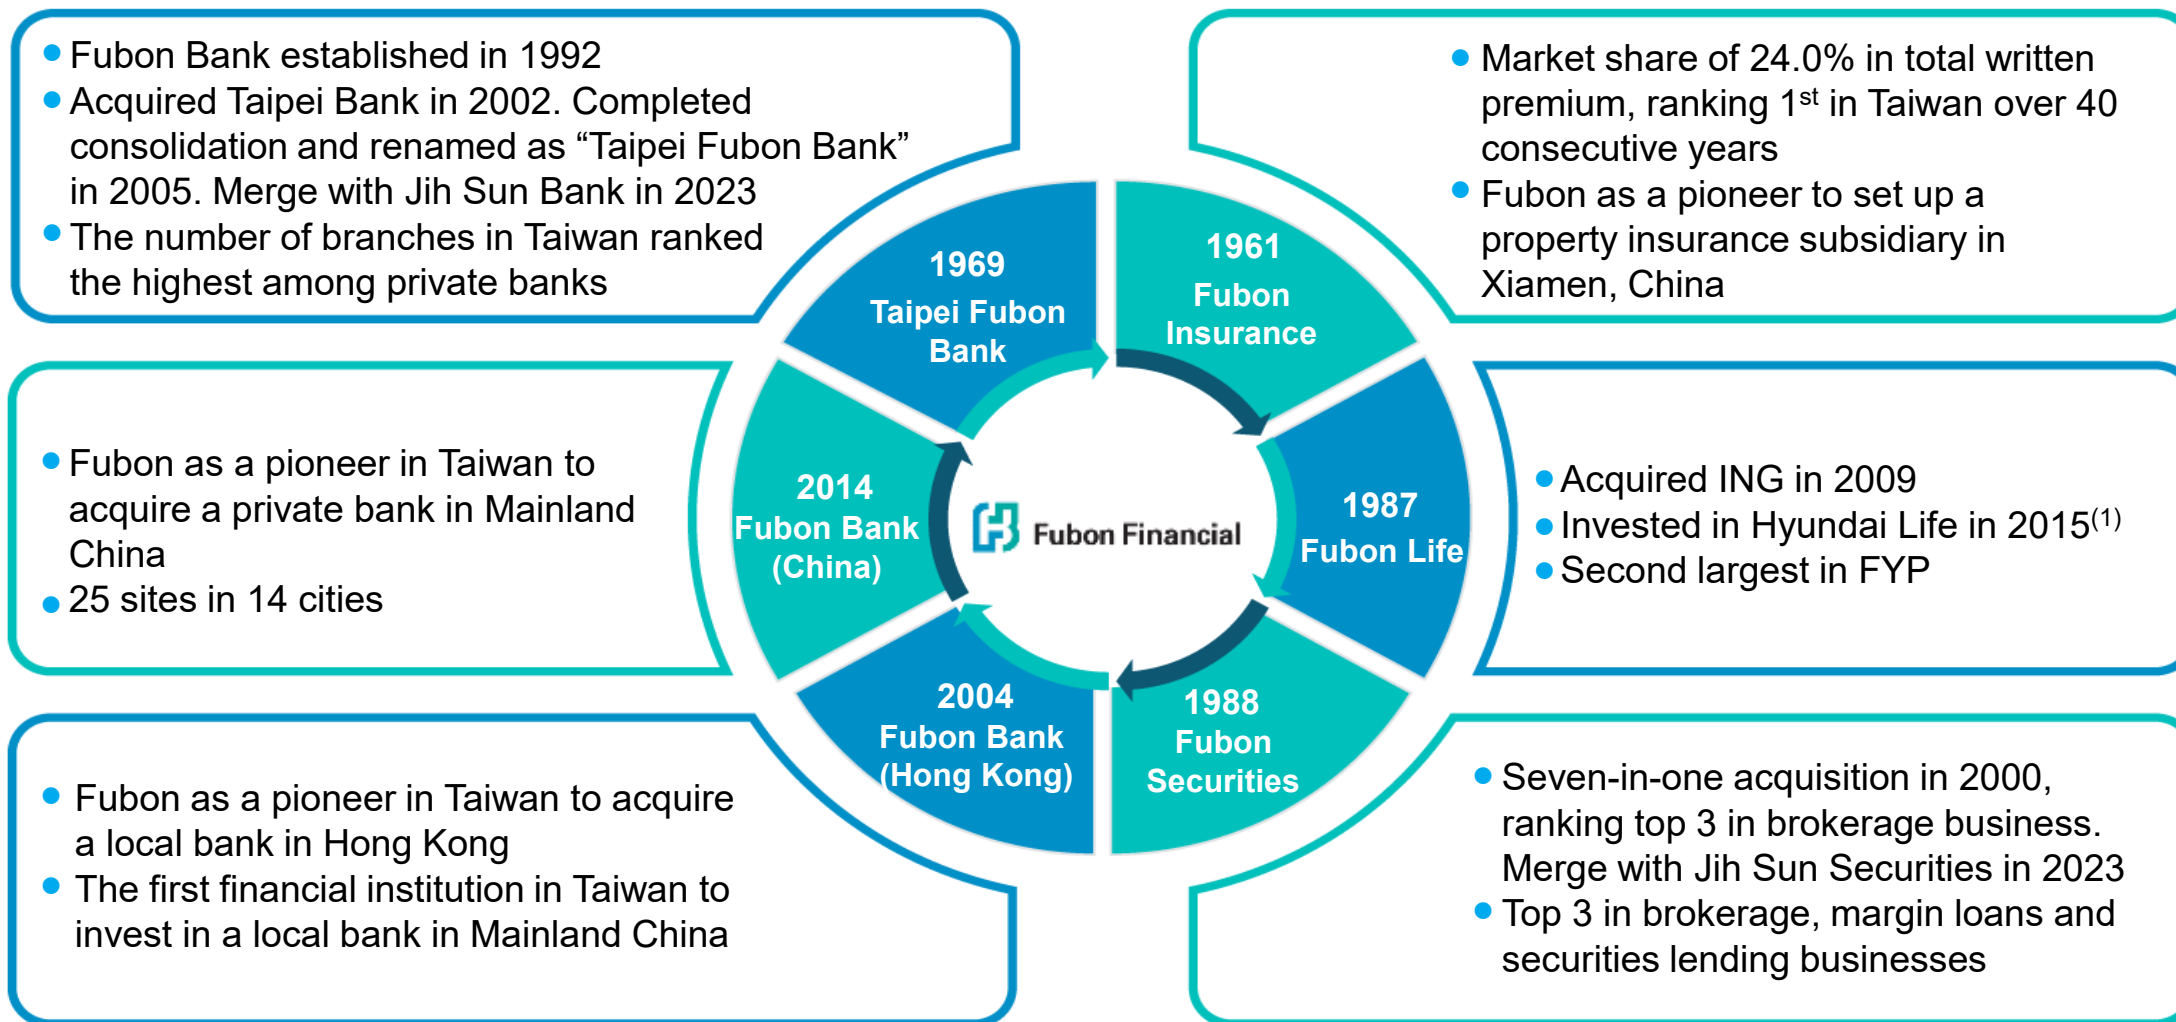 ● Fubon Bank established in 1992
● Acquired Taipei Bank in 2002. Completed
consolidation and renamed as “Taipei Fubon Bank”
in 2005. Merge with Jih Sun Bank in 2023
● The number of branches in Taiwan ranked
the highest among private banks
● Market share of 24.0% in total written
premium, ranking 1st in Taiwan over 40
consecutive years
● Fubon as a pioneer to set up a
property insurance subsidiary in
Xiamen, China
1969
Taipei Fubon
Bank
1961
Fubon
Insurance
● Fubon as a pioneer in Taiwan to
acquire a private bank in Mainland
China
● 25 sites in 14 cities
2014
Fubon Bank
(China)
Fubon Financial
1987
Fubon Life
● Acquired ING in 2009
● Invested in Hyundai Life in 2015(1)
● Second largest in FYP
2004
Fubon Bank
(Hong Kong)
1988
Fubon
Securities
● Fubon as a pioneer in Taiwan to acquire
a local bank in Hong Kong
● The first financial institution in Taiwan to
invest in a local bank in Mainland China
● Seven-in-one acquisition in 2000,
ranking top 3 in brokerage business.
Merge with Jih Sun Securities in 2023
● Top 3 in brokerage, margin loans and
securities lending businesses